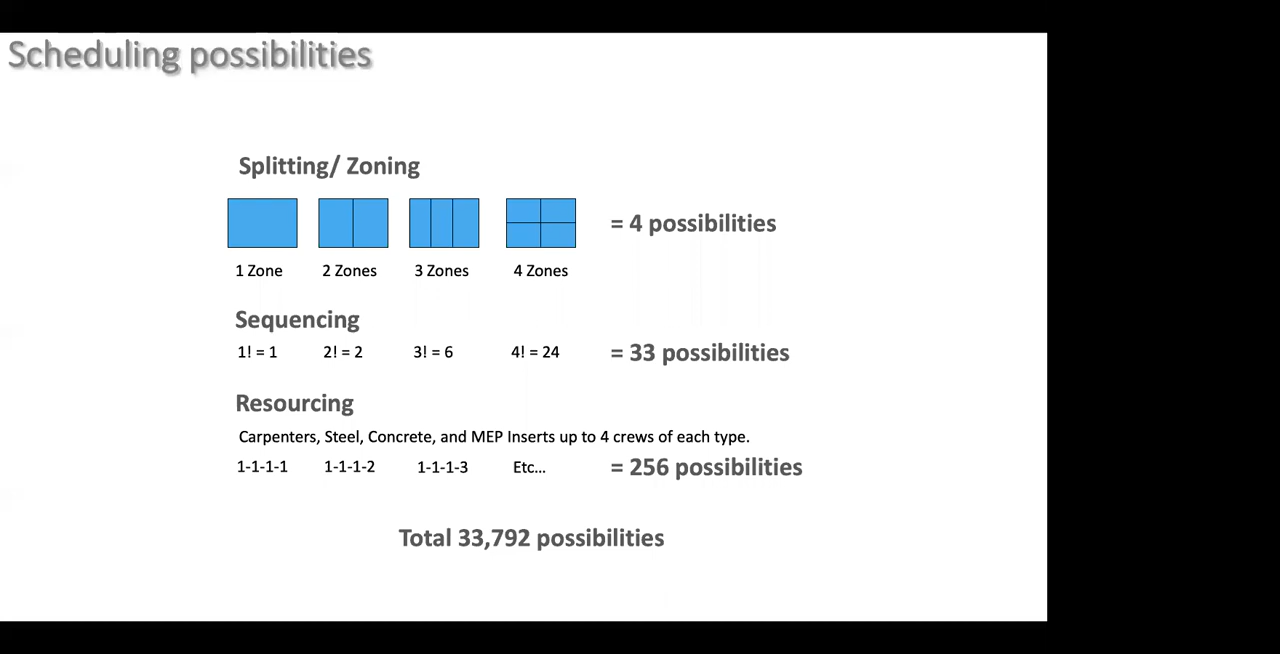 Scheduling possibilities
Splitting/ Zoning
= 4 possibilities
1 Zone 2 Zones 3 Zones 4 Zones
Sequencing
1! = 1 2! = 2 3! = 6 4! = 24 = 33 possibilities
Resourcing
Carpenters, Steel, Concrete, and MEP Inserts up to 4 crews of each type.
1-1-1-1 1-1-1-2 1-1-1-3 Etc... = 256 possibilities
Total 33,792 possibilities